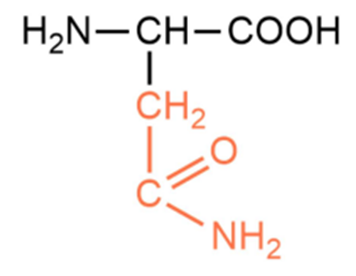 H₂N—CH—COOH
CH₂
C
O
NH₂